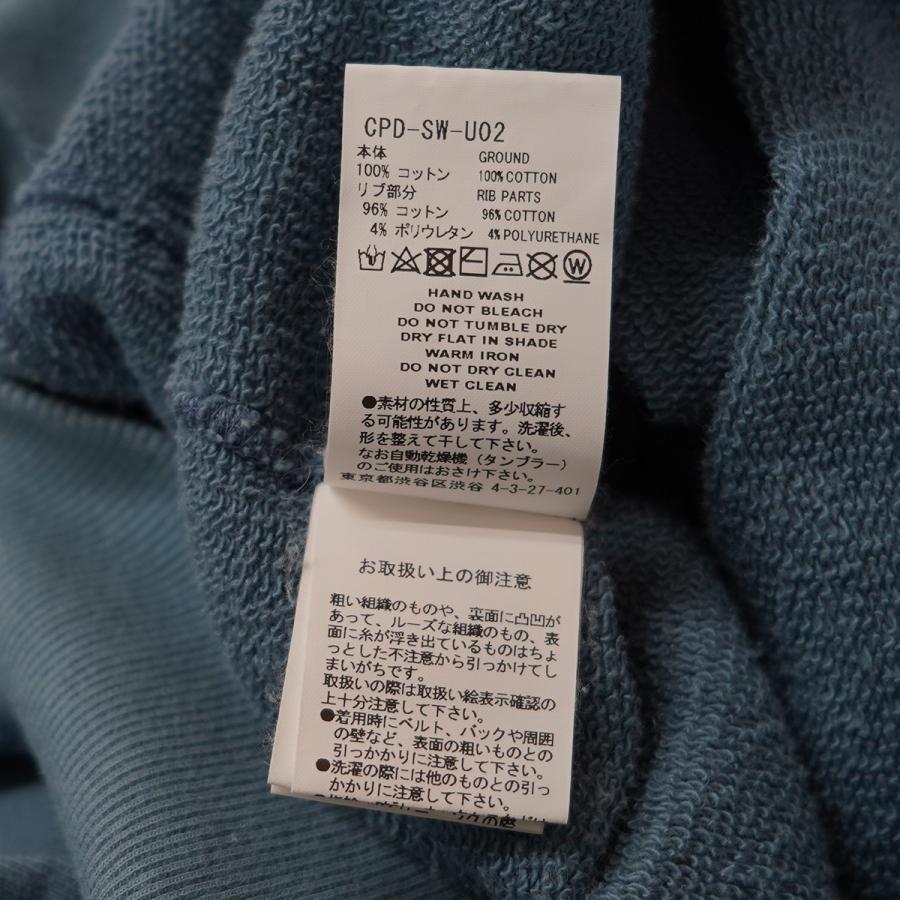 CPD-SW-U02
本体 GROUND
100% コットン 100% COTTON
リブ部分 RIB PARTS
96% コットン 96% COTTON
4% ポリウレタン 4% POLYURETHANE
W
HAND WASH
DO NOT BLEACH
DO NOT TUMBLE DRY
DRY FLAT IN SHADE
WARM IRON
DO NOT DRY CLEAN
WET CLEAN
●素材の性質上、多少収縮す
る可能性があります。洗濯後、
形を整えて干して下さい。
なお自動乾燥機（タンブラー）
のご使用はおさけ下さい。
東京都渋谷区渋谷 4-3-27-401
お取扱い上の御注意
粗い組織のものや、裏面に凸凹が
あって、ルーズな組織のもの、表
面に糸が浮き出ているものはちょ
っとした不注意から引っかけてし
まいがちです。
取扱いの際は取扱い絵表示確認の
上十分注意して下さい。
●着用時にベルト、バックや周囲
の壁など、表面の粗いものとの
引っかかりに注意して下さい。
●洗濯の際には他のものとの引っ
かかりに注意して下さい。